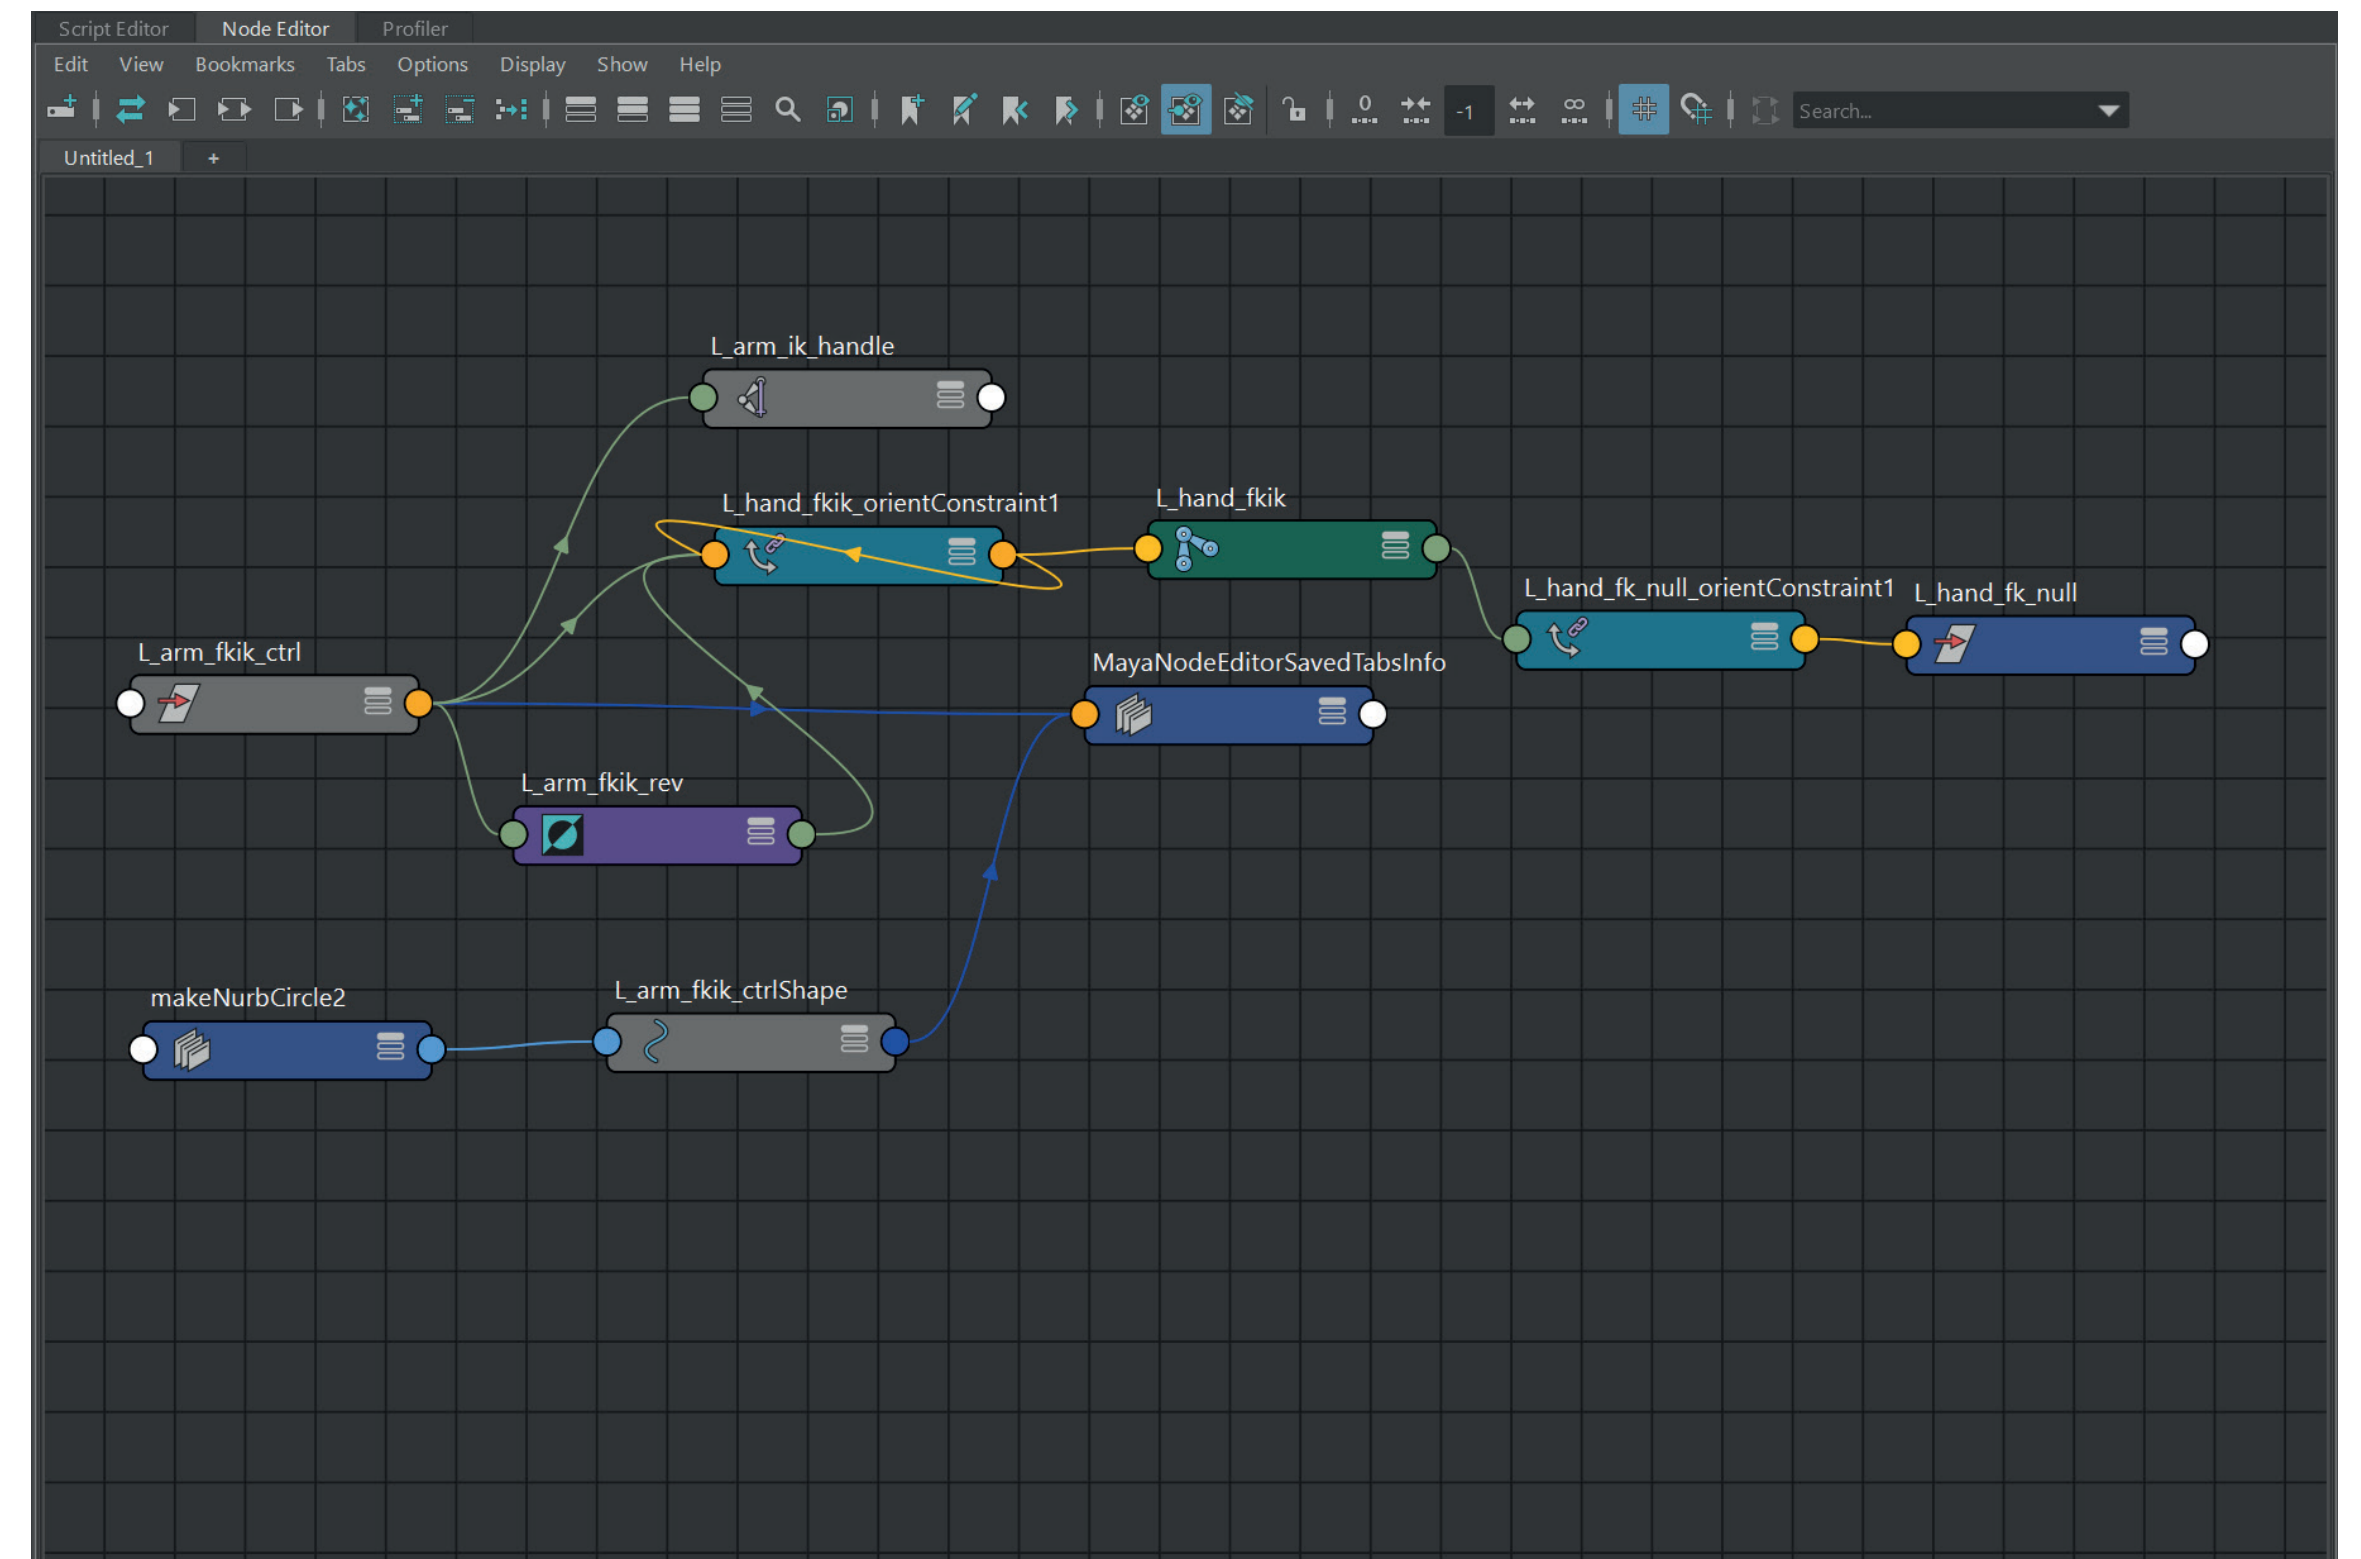 Script Editor Node Editor Profiler
Edit View Bookmarks Tabs Options Display Show Help
0 -1 ∞ Search...
Untitled_1 +
L_arm_ik_handle
L_hand_fkik_orientConstraint1 L_hand_fkik
L_hand_fk_null_orientConstraint1 L_hand_fk_null
L_arm_fkik_ctrl MayaNodeEditorSavedTabsInfo
L_arm_fkik_rev
makeNurbCircle2 L_arm_fkik_ctrlShape